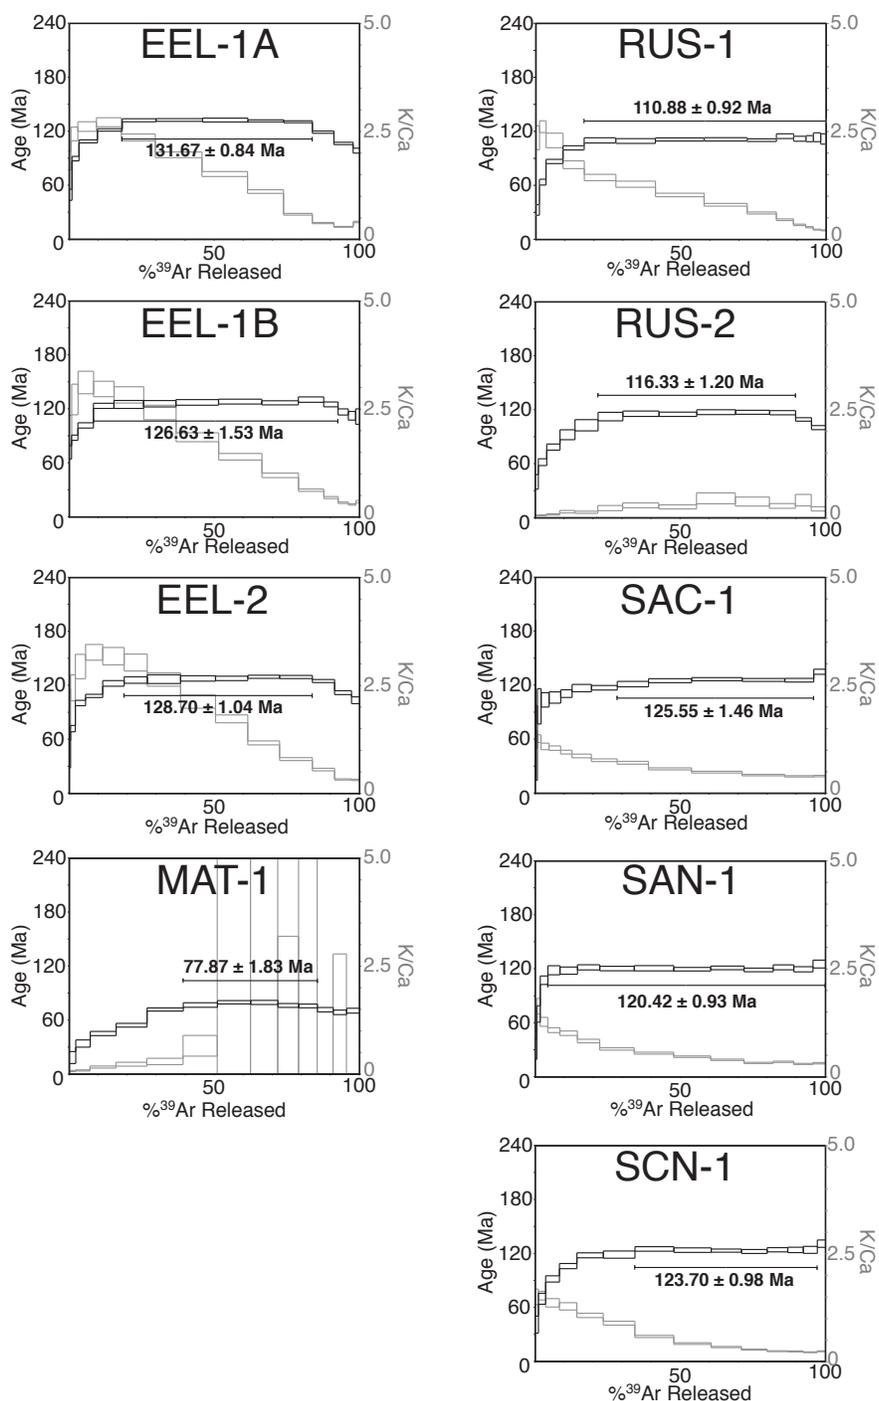 EEL-1A
240
180
120
60
0
Age (Ma)
5.0
2.5
0
K/Ca
131.67 ± 0.84 Ma
50
100
%³⁹Ar Released
RUS-1
240
180
120
60
0
Age (Ma)
5.0
2.5
0
K/Ca
110.88 ± 0.92 Ma
50
100
%³⁹Ar Released
EEL-1B
240
180
120
60
0
Age (Ma)
5.0
2.5
0
K/Ca
126.63 ± 1.53 Ma
50
100
%³⁹Ar Released
RUS-2
240
180
120
60
0
Age (Ma)
5.0
2.5
0
K/Ca
116.33 ± 1.20 Ma
50
100
%³⁹Ar Released
EEL-2
240
180
120
60
0
Age (Ma)
5.0
2.5
0
K/Ca
128.70 ± 1.04 Ma
50
100
%³⁹Ar Released
SAC-1
240
180
120
60
0
Age (Ma)
5.0
2.5
0
K/Ca
125.55 ± 1.46 Ma
50
100
%³⁹Ar Released
MAT-1
240
180
120
60
0
Age (Ma)
5.0
2.5
0
K/Ca
77.87 ± 1.83 Ma
50
100
%³⁹Ar Released
SAN-1
240
180
120
60
0
Age (Ma)
5.0
2.5
0
K/Ca
120.42 ± 0.93 Ma
50
100
%³⁹Ar Released
SCN-1
240
180
120
60
0
Age (Ma)
5.0
2.5
0
K/Ca
123.70 ± 0.98 Ma
50
100
%³⁹Ar Released